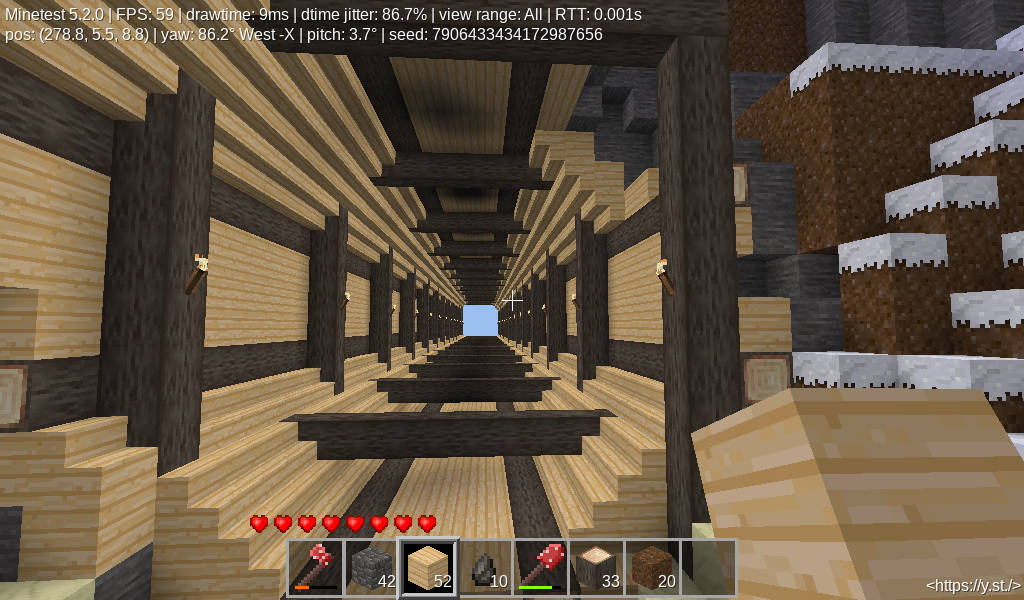 Minetest 5.2.0 | FPS: 59 | drawtime: 9ms | dtime jitter: 86.7% | view range: All | RTT: 0.001s
pos: (278.8, 5.5, 8.8) | yaw: 86.2° West -X | pitch: 3.7° | seed: 7906433434172987656
42 52 10 33 20
<https://y.st./>